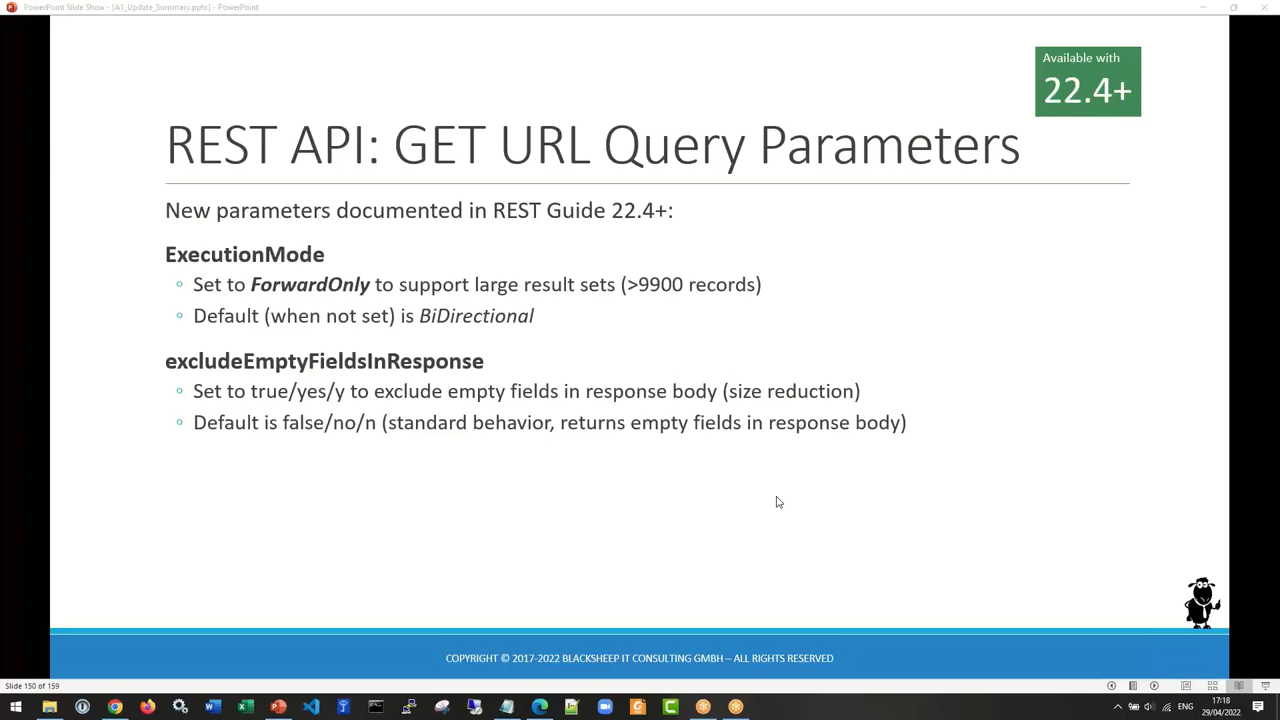 PowerPoint Slide Show - [4i1_Update_Summary.pptx] - PowerPoint
Available with
22.4+
REST API: GET URL Query Parameters
New parameters documented in REST Guide 22.4+:
ExecutionMode
Set to ForwardOnly to support large result sets (>9900 records)
Default (when not set) is BiDirectional
excludeEmptyFieldsInResponse
Set to true/yes/y to exclude empty fields in response body (size reduction)
Default is false/no/n (standard behavior, returns empty fields in response body)
COPYRIGHT © 2017-2022 BLACKSHEEP IT CONSULTING GMBH – ALL RIGHTS RESERVED
Slide 150 of 159
ENG
17:18
29/04/2022